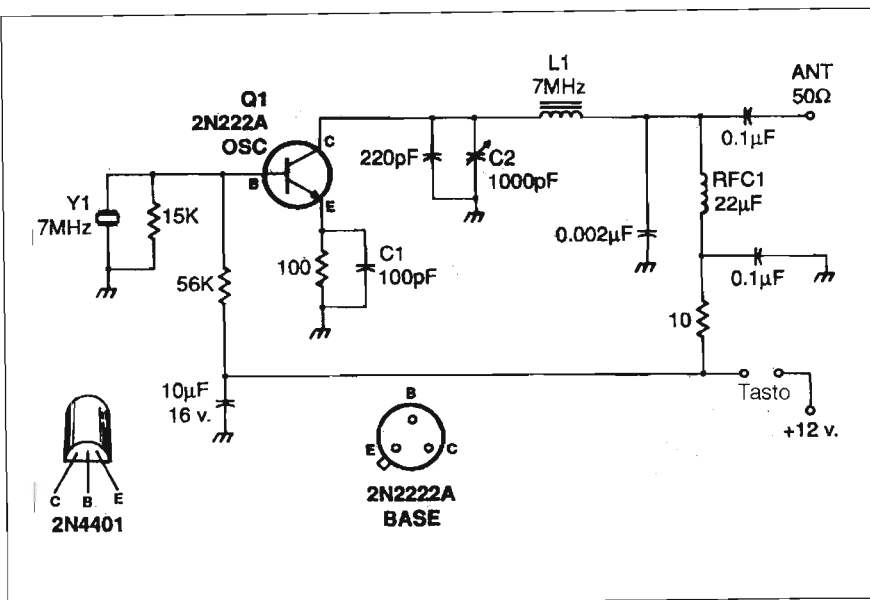 L1
7MHz
ANT
50Ω
Q1
2N222A
OSC
C
B
E
0.1µF
220pF
C2
1000pF
RFC1
22µF
Y1
7MHz
15K
0.002µF
0.1µF
56K
100
C1
100pF
10
10µF
16 v.
Tasto
+12 v.
B
E
C
2N2222A
BASE
C B E
2N4401